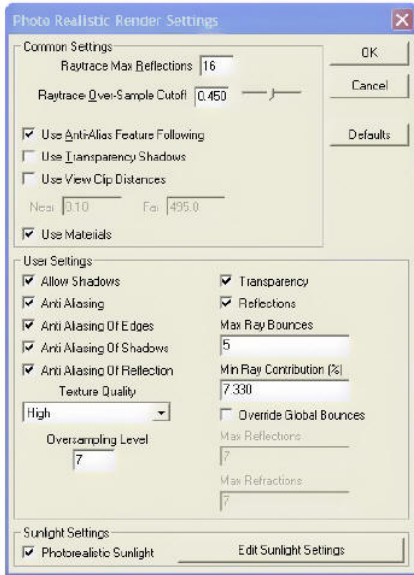 Photo Realistic Render Settings
Common Settings
Raytrace Max Reflections 16
Raytrace Over-Sample Cutoff 0.450
Use Anti-Alias Feature Following
Use Transparency Shadows
Use View Clip Distances
Near 0.10 Far 495.0
Use Materials
OK
Cancel
Defaults
User Settings
Allow Shadows
Anti Aliasing
Anti Aliasing Of Edges
Anti Aliasing Of Shadows
Anti Aliasing Of Reflection
Texture Quality
High
Oversampling Level
7
Transparency
Reflections
Max Ray Bounces
5
Min Ray Contribution (%)
7.330
Override Global Bounces
Max Reflections
7
Max Refractions
7
Sunlight Settings
Photorealistic Sunlight
Edit Sunlight Settings